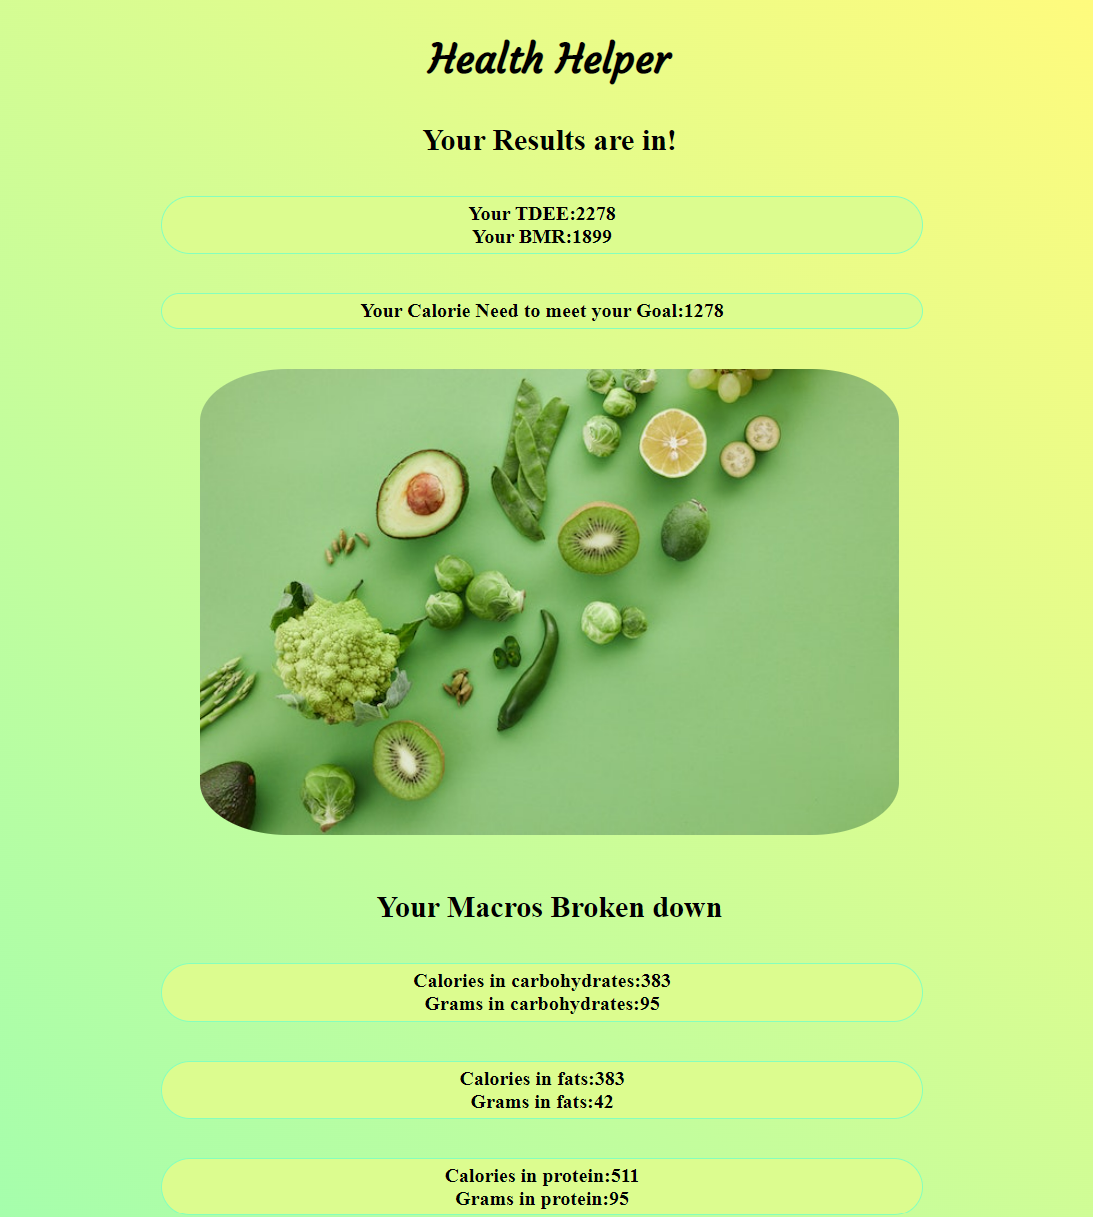 Health Helper
Your Results are in!
Your TDEE:2278
Your BMR:1899
Your Calorie Need to meet your Goal:1278
Your Macros Broken down
Calories in carbohydrates:383
Grams in carbohydrates:95
Calories in fats:383
Grams in fats:42
Calories in protein:511
Grams in protein:95